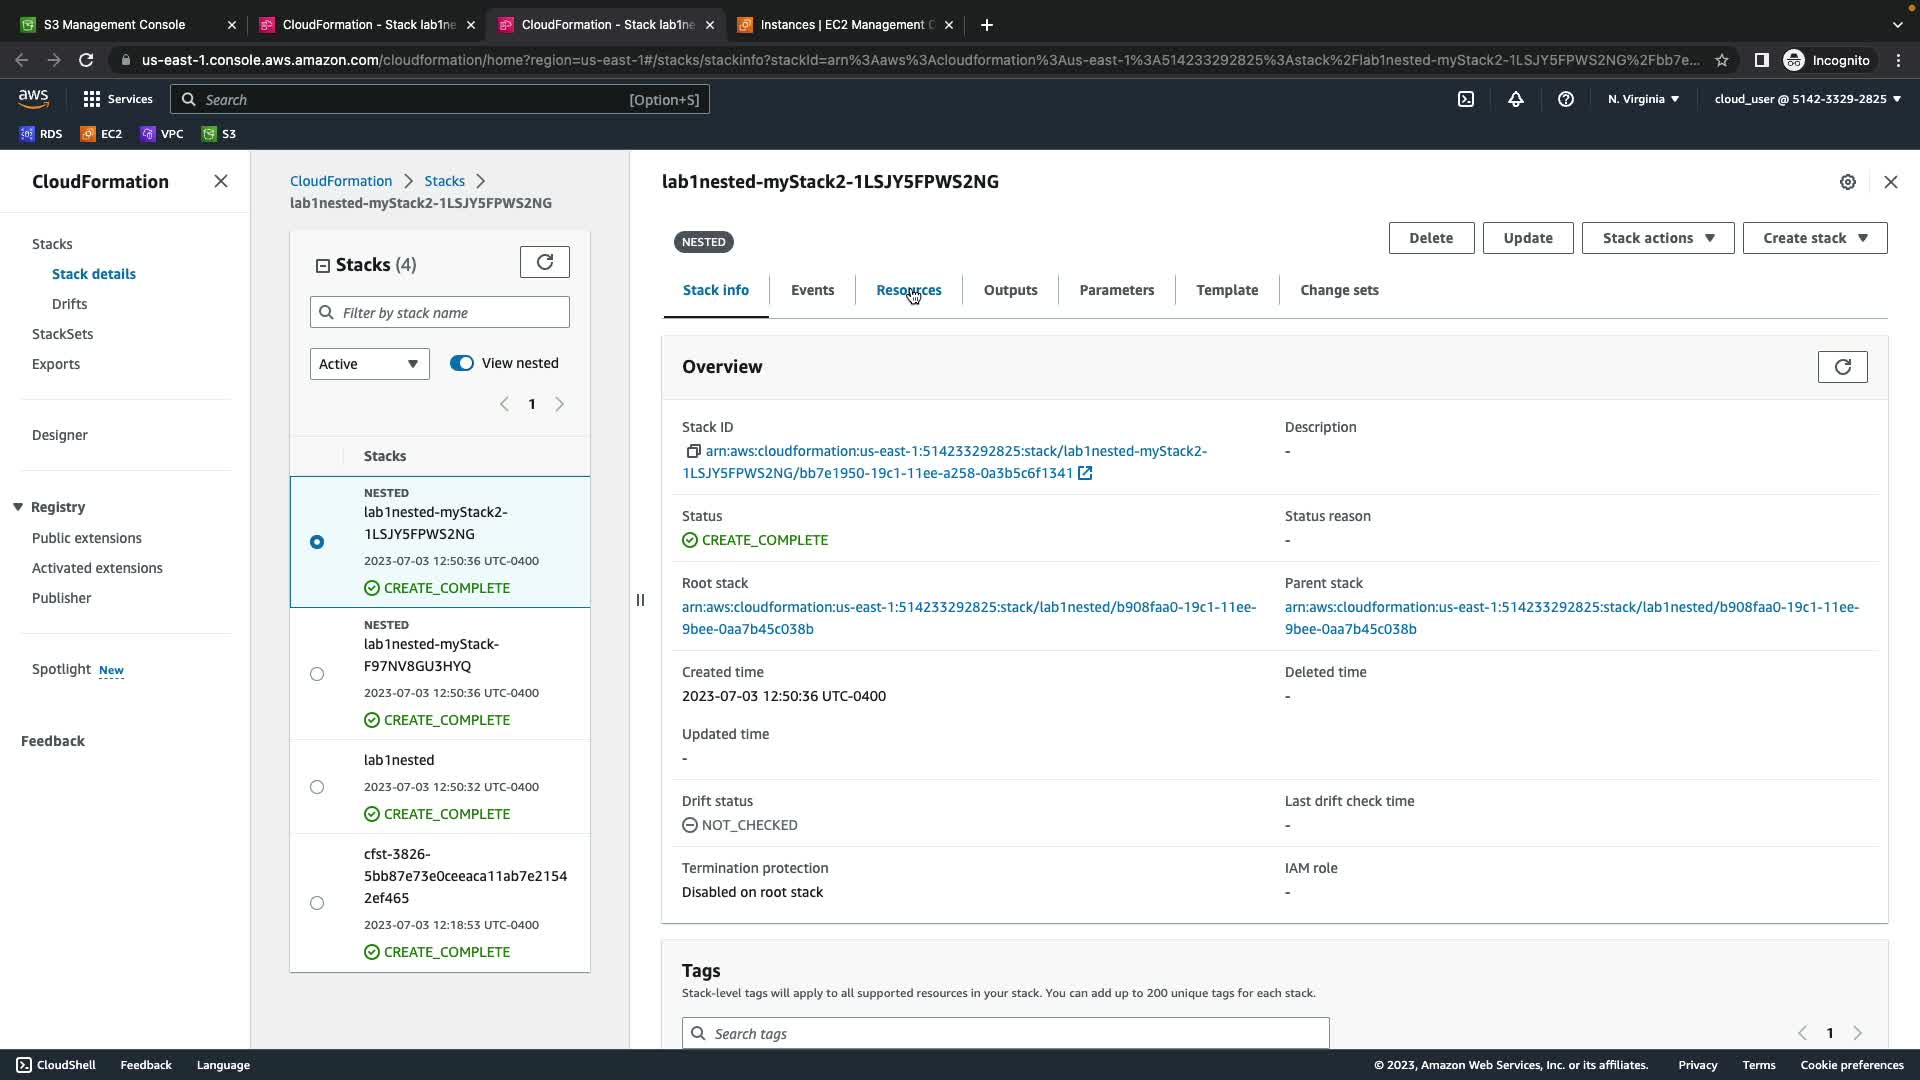 S3 Management Console
CloudFormation - Stack lab1ne
CloudFormation - Stack lab1ne
Instances | EC2 Management C
us-east-1.console.aws.amazon.com/cloudformation/home?region=us-east-1#/stacks/stackinfo?stackId=arn%3Aaws%3Acloudformation%3Aus-east-1%3A514233292825%3Astack%2Flab1nested-myStack2-1LSJY5FPWS2NG%2Fbb7e...
Incognito
aws
Services
Search
[Option+S]
N. Virginia
cloud_user @ 5142-3329-2825
RDS
EC2
VPC
S3
CloudFormation
Stacks
Stack details
Drifts
StackSets
Exports
Designer
Registry
Public extensions
Activated extensions
Publisher
Spotlight New
Feedback
CloudFormation > Stacks >
lab1nested-myStack2-1LSJY5FPWS2NG
Stacks (4)
Filter by stack name
Active
View nested
1
Stacks
NESTED
lab1nested-myStack2-
1LSJY5FPWS2NG
2023-07-03 12:50:36 UTC-0400
CREATE_COMPLETE
NESTED
lab1nested-myStack-
F97NV8GU3HYQ
2023-07-03 12:50:36 UTC-0400
CREATE_COMPLETE
lab1nested
2023-07-03 12:50:32 UTC-0400
CREATE_COMPLETE
cfst-3826-
5bb87e73e0ceeaca11ab7e2154
2ef465
2023-07-03 12:18:53 UTC-0400
CREATE_COMPLETE
lab1nested-myStack2-1LSJY5FPWS2NG
NESTED
Delete
Update
Stack actions
Create stack
Stack info
Events
Resources
Outputs
Parameters
Template
Change sets
Overview
Stack ID
arn:aws:cloudformation:us-east-1:514233292825:stack/lab1nested-myStack2-
1LSJY5FPWS2NG/bb7e1950-19c1-11ee-a258-0a3b5c6f1341
Description
-
Status
CREATE_COMPLETE
Status reason
-
Root stack
arn:aws:cloudformation:us-east-1:514233292825:stack/lab1nested/b908faa0-19c1-11ee-
9bee-0aa7b45c038b
Parent stack
arn:aws:cloudformation:us-east-1:514233292825:stack/lab1nested/b908faa0-19c1-11ee-
9bee-0aa7b45c038b
Created time
2023-07-03 12:50:36 UTC-0400
Deleted time
-
Updated time
-
Drift status
NOT_CHECKED
Last drift check time
-
Termination protection
Disabled on root stack
IAM role
-
Tags
Stack-level tags will apply to all supported resources in your stack. You can add up to 200 unique tags for each stack.
Search tags
1
CloudShell
Feedback
Language
© 2023, Amazon Web Services, Inc. or its affiliates.
Privacy
Terms
Cookie preferences